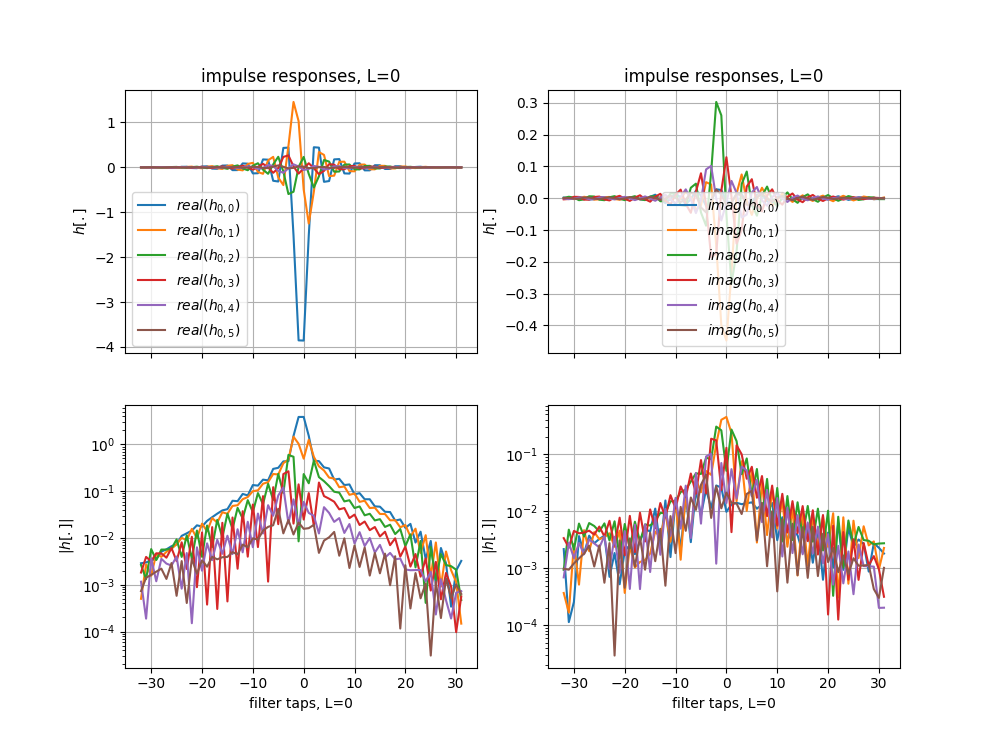 impulse responses, L=0
impulse responses, L=0
h[.]
1
0
−1
−2
−3
−4
real(h0,0)
real(h0,1)
real(h0,2)
real(h0,3)
real(h0,4)
real(h0,5)
h[.]
0.3
0.2
0.1
0.0
−0.1
−0.2
−0.3
−0.4
imag(h0,0)
imag(h0,1)
imag(h0,2)
imag(h0,3)
imag(h0,4)
imag(h0,5)
|h[.]|
10⁰
10⁻¹
10⁻²
10⁻³
10⁻⁴
−30 −20 −10 0 10 20 30
filter taps, L=0
|h[.]|
10⁻¹
10⁻²
10⁻³
10⁻⁴
−30 −20 −10 0 10 20 30
filter taps, L=0